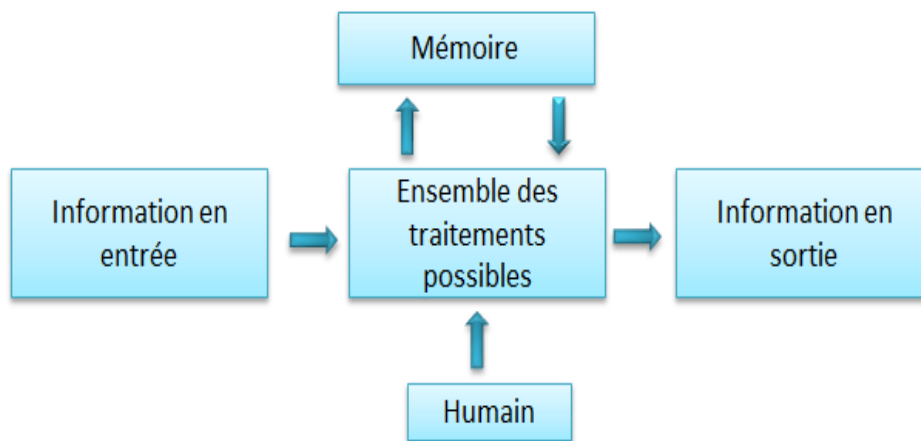 Mémoire
Information en
entrée
Ensemble des
traitements
possibles
Information en
sortie
Humain